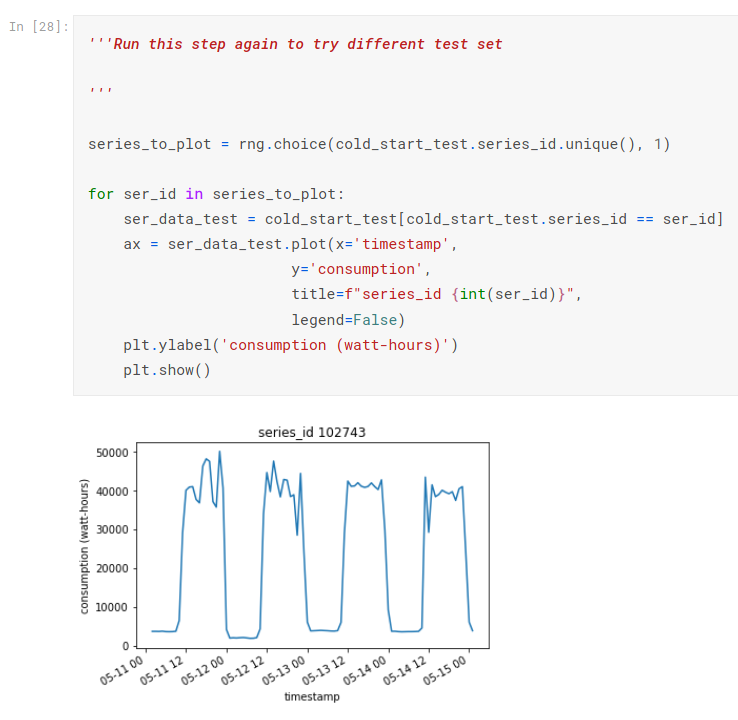 In [28]:
'''Run this step again to try different test set
'''
series_to_plot = rng.choice(cold_start_test.series_id.unique(), 1)
for ser_id in series_to_plot:
    ser_data_test = cold_start_test[cold_start_test.series_id == ser_id]
    ax = ser_data_test.plot(x='timestamp',
                       y='consumption',
                       title=f"series_id {int(ser_id)}",
                       legend=False)
    plt.ylabel('consumption (watt-hours)')
    plt.show()
series_id 102743
consumption (watt-hours)
50000
40000
30000
20000
10000
0
05-11 00
05-11 12
05-12 00
05-12 12
05-13 00
05-13 12
05-14 00
05-14 12
05-15 00
timestamp